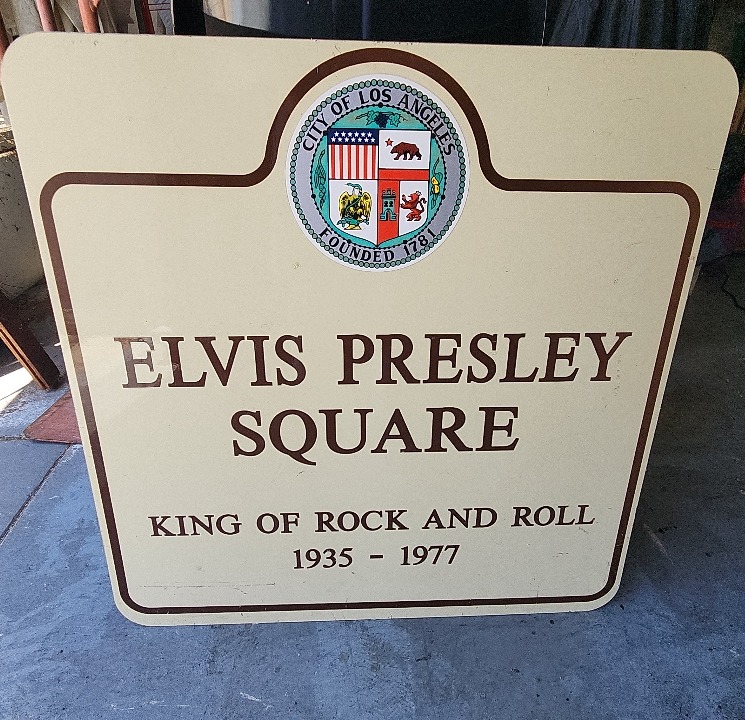 CITY OF LOS ANGELES
FOUNDED 1781
ELVIS PRESLEY
SQUARE
KING OF ROCK AND ROLL
1935 - 1977